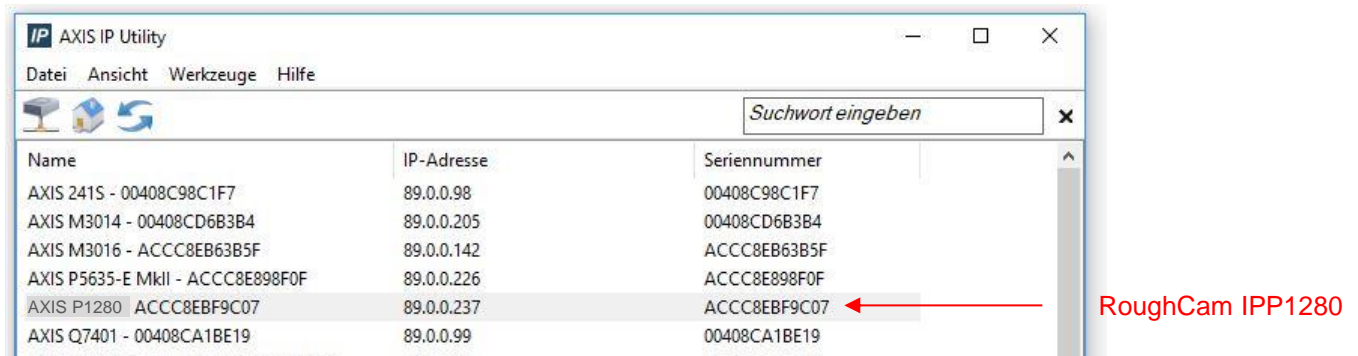 IP AXIS IP Utility
Datei Ansicht Werkzeuge Hilfe
Suchwort eingeben
Name IP-Adresse Seriennummer
AXIS 241S - 00408C98C1F7 89.0.0.98 00408C98C1F7
AXIS M3014 - 00408CD6B3B4 89.0.0.205 00408CD6B3B4
AXIS M3016 - ACCC8EB63B5F 89.0.0.142 ACCC8EB63B5F
AXIS P5635-E MkII - ACCC8E898F0F 89.0.0.226 ACCC8E898F0F
AXIS P1280 ACCC8EBF9C07 89.0.0.237 ACCC8EBF9C07 RoughCam IPP1280
AXIS Q7401 - 00408CA1BE19 89.0.0.99 00408CA1BE19